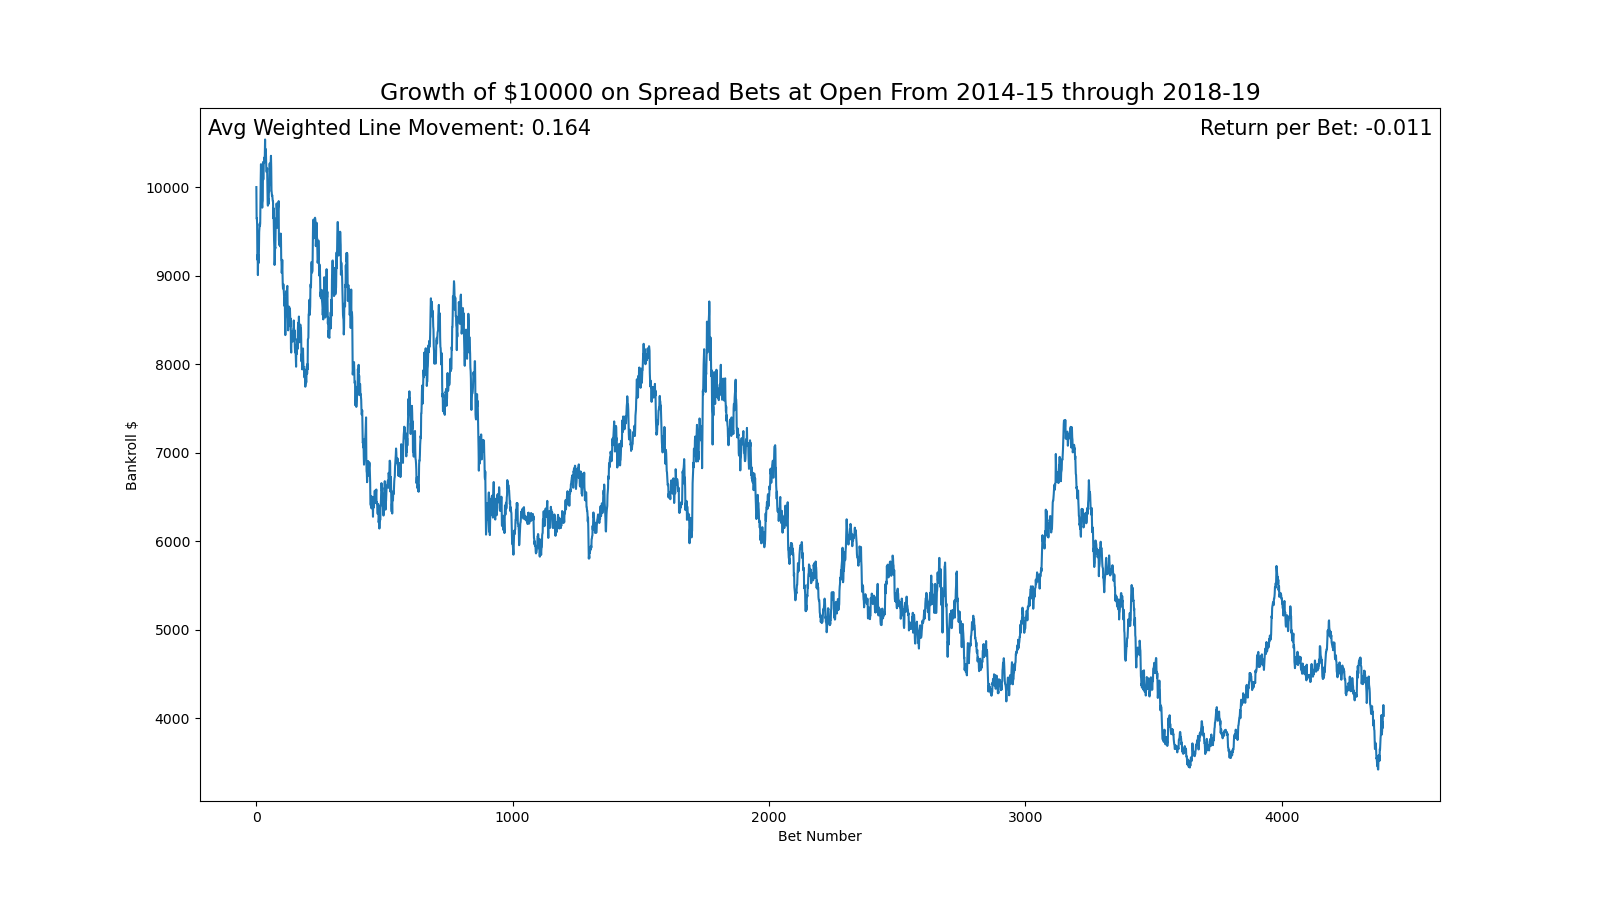 Growth of $10000 on Spread Bets at Open From 2014-15 through 2018-19
Avg Weighted Line Movement: 0.164
Return per Bet: -0.011
10000
9000
8000
7000
6000
5000
4000
Bankroll $
0
1000
2000
3000
4000
Bet Number